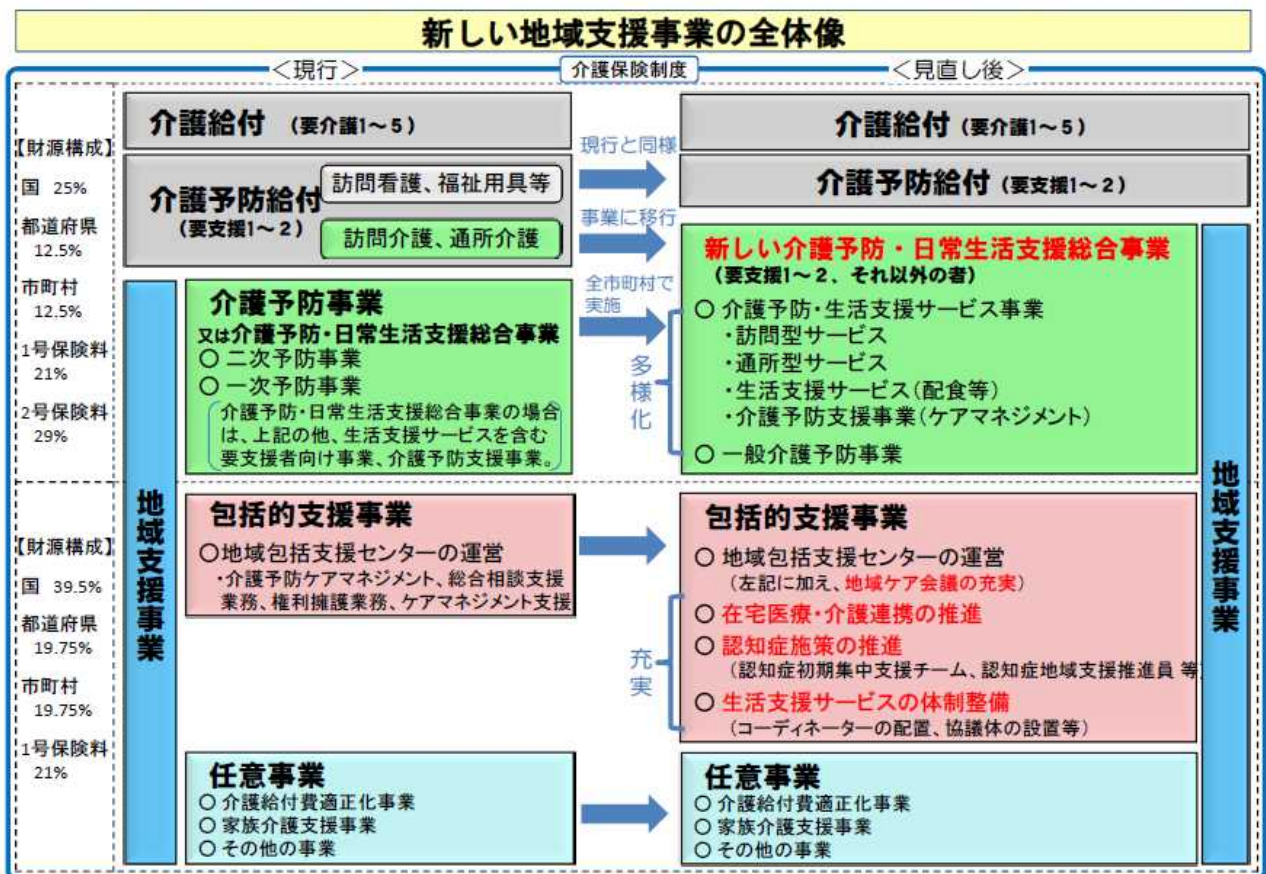 新しい地域支援事業の全体像
＜現行＞
介護保険制度
＜見直し後＞
【財源構成】
国 25%
都道府県
12.5%
市町村
12.5%
1号保険料
21%
2号保険料
29%
【財源構成】
国 39.5%
都道府県
19.75%
市町村
19.75%
1号保険料
21%
介護給付 （要介護1～5）
介護予防給付
（要支援1～2）
訪問看護、福祉用具等
訪問介護、通所介護
地域支援事業
介護予防事業
又は介護予防・日常生活支援総合事業
○ 二次予防事業
○ 一次予防事業
介護予防・日常生活支援総合事業の場合
は、上記の他、生活支援サービスを含む
要支援者向け事業、介護予防支援事業。
包括的支援事業
○地域包括支援センターの運営
・介護予防ケアマネジメント、総合相談支援
業務、権利擁護業務、ケアマネジメント支援
任意事業
○ 介護給付費適正化事業
○ 家族介護支援事業
○ その他の事業
現行と同様
事業に移行
全市町村で
実施
多様化
充実
介護給付（要介護1～5）
介護予防給付（要支援1～2）
新しい介護予防・日常生活支援総合事業
（要支援1～2、それ以外の者）
○ 介護予防・生活支援サービス事業
・訪問型サービス
・通所型サービス
・生活支援サービス（配食等）
・介護予防支援事業（ケアマネジメント）
○ 一般介護予防事業
包括的支援事業
○ 地域包括支援センターの運営
（左記に加え、地域ケア会議の充実）
○ 在宅医療・介護連携の推進
○ 認知症施策の推進
（認知症初期集中支援チーム、認知症地域支援推進員 等）
○ 生活支援サービスの体制整備
（コーディネーターの配置、協議体の設置等）
任意事業
○ 介護給付費適正化事業
○ 家族介護支援事業
○ その他の事業
地域支援事業